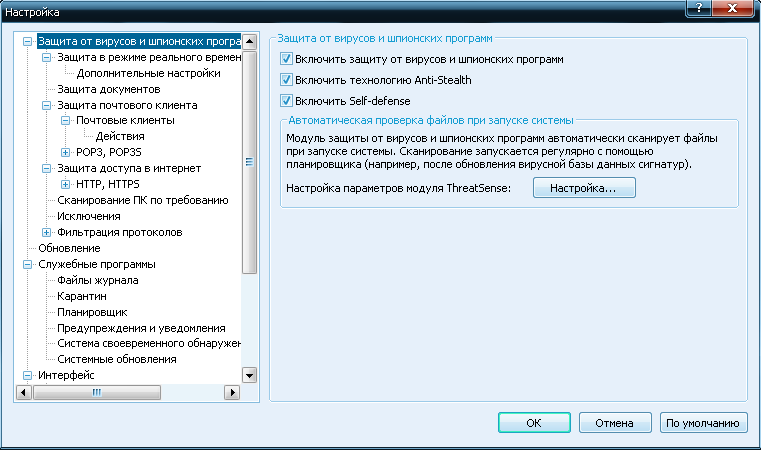 Настройка
Защита от вирусов и шпионских програ
Защита в режиме реального времен
Дополнительные настройки
Защита документов
Защита почтового клиента
Почтовые клиенты
Действия
POP3, POP3S
Защита доступа в интернет
HTTP, HTTPS
Сканирование ПК по требованию
Исключения
Фильтрация протоколов
Обновление
Служебные программы
Файлы журнала
Карантин
Планировщик
Предупреждения и уведомления
Система своевременного обнаружен
Системные обновления
Интерфейс
Защита от вирусов и шпионских программ
Включить защиту от вирусов и шпионских программ
Включить технологию Anti-Stealth
Включить Self-defense
Автоматическая проверка файлов при запуске системы
Модуль защиты от вирусов и шпионских программ автоматически сканирует файлы
при запуске системы. Сканирование запускается регулярно с помощью
планировщика (например, после обновления вирусной базы данных сигнатур).
Настройка параметров модуля ThreatSense:
Настройка...
OK
Отмена
По умолчанию